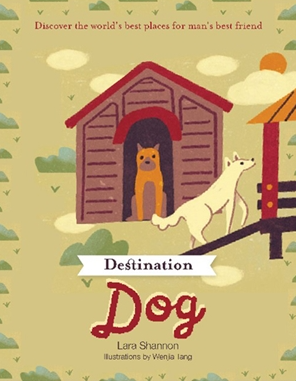 Discover the world's best places for man's best friend
Destination
Dog
Lara Shannon
Illustrations by Wenjia Tang